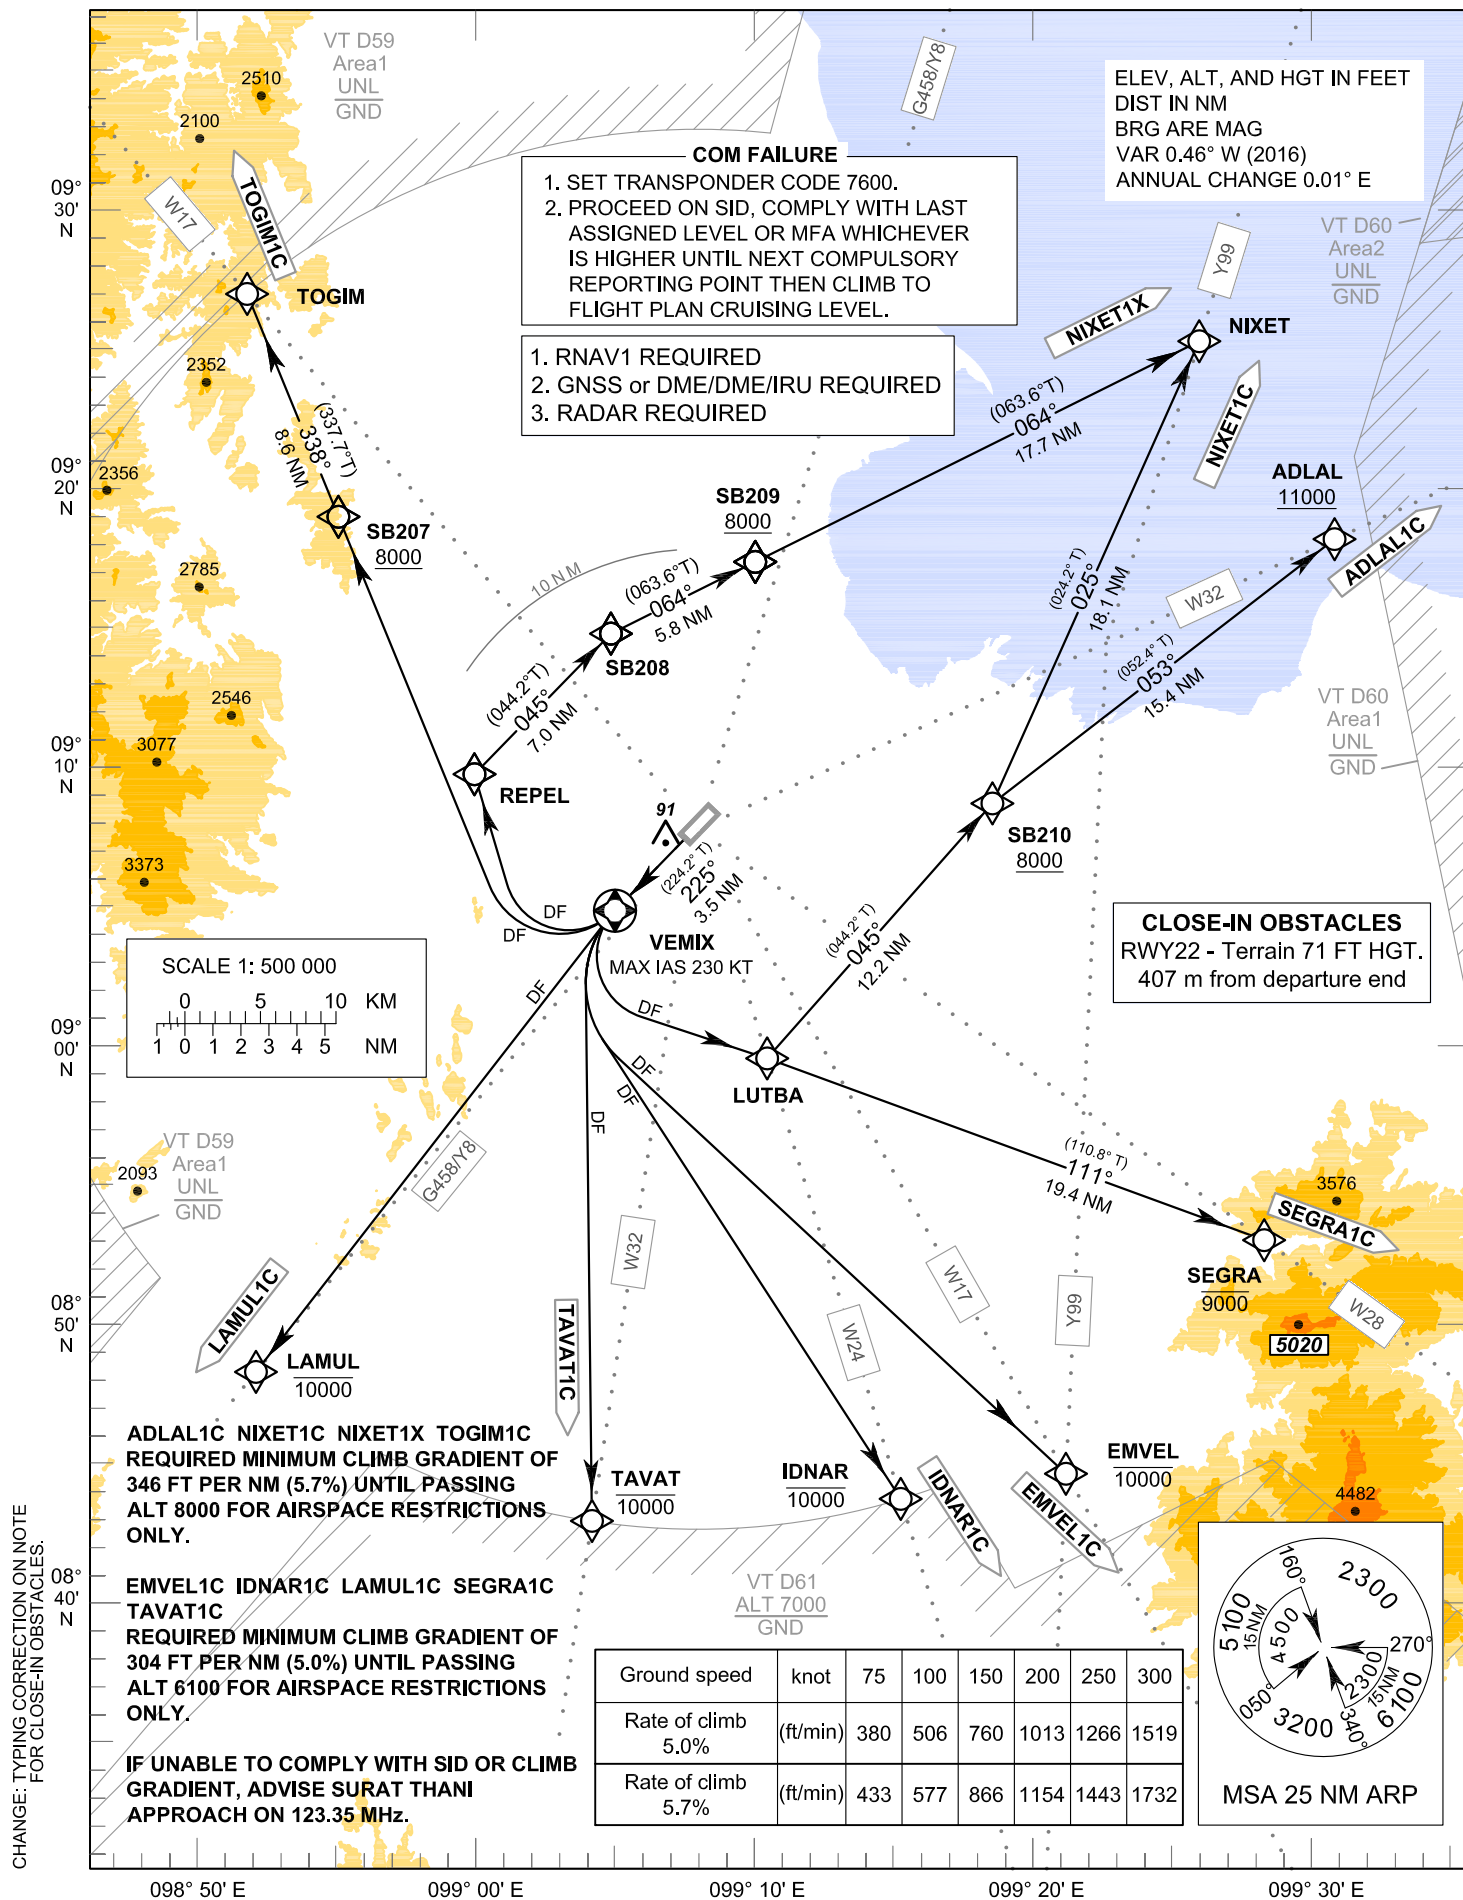 VT D59
Area1
UNL
GND
2510
2100
W17
TOGIM1C
TOGIM
2352
2356
(337.7°T)
338°
8.6 NM
SB207
8000
2785
2546
3077
3373
COM FAILURE
1. SET TRANSPONDER CODE 7600.
2. PROCEED ON SID, COMPLY WITH LAST
ASSIGNED LEVEL OR MFA WHICHEVER
IS HIGHER UNTIL NEXT COMPULSORY
REPORTING POINT THEN CLIMB TO
FLIGHT PLAN CRUISING LEVEL.
1. RNAV1 REQUIRED
2. GNSS or DME/DME/IRU REQUIRED
3. RADAR REQUIRED
G458/Y8
ELEV, ALT, AND HGT IN FEET
DIST IN NM
BRG ARE MAG
VAR 0.46° W (2016)
ANNUAL CHANGE 0.01° E
VT D60
Area2
UNL
GND
Y99
NIXET1X
NIXET
NIXET1C
(063.6°T)
064°
17.7 NM
ADLAL
11000
ADLAL1C
SB209
8000
10 NM
(063.6°T)
064°
5.8 NM
SB208
(044.2°T)
045°
7.0 NM
REPEL
(024.2° T)
025°
18.1 NM
W32
(052.4° T)
053°
15.4 NM
VT D60
Area1
UNL
GND
SB210
8000
91
(224.2° T)
225°
3.5 NM
DF
DF
VEMIX
MAX IAS 230 KT
DF
DF
(044.2° T)
045°
12.2 NM
CLOSE-IN OBSTACLES
RWY22 - Terrain 71 FT HGT.
407 m from departure end
SCALE 1: 500 000
0 5 10 KM
1 0 1 2 3 4 5 NM
LUTBA
DF
DF
DF
(110.8° T)
111°
19.4 NM
3576
SEGRA1C
SEGRA
9000
W28
5020
4482
VT D59
Area1
UNL
GND
2093
G458/Y8
W32
W17
W24
Y99
LAMUL1C
LAMUL
10000
TAVAT1C
TAVAT
10000
IDNAR
10000
IDNAR1C
EMVEL
10000
EMVEL1C
ADLAL1C NIXET1C NIXET1X TOGIM1C
REQUIRED MINIMUM CLIMB GRADIENT OF
346 FT PER NM (5.7%) UNTIL PASSING
ALT 8000 FOR AIRSPACE RESTRICTIONS
ONLY.
EMVEL1C IDNAR1C LAMUL1C SEGRA1C
TAVAT1C
REQUIRED MINIMUM CLIMB GRADIENT OF
304 FT PER NM (5.0%) UNTIL PASSING
ALT 6100 FOR AIRSPACE RESTRICTIONS
ONLY.
IF UNABLE TO COMPLY WITH SID OR CLIMB
GRADIENT, ADVISE SURAT THANI
APPROACH ON 123.35 MHz.
VT D61
ALT 7000
GND
Ground speed knot 75 100 150 200 250 300
Rate of climb
5.0% (ft/min) 380 506 760 1013 1266 1519
Rate of climb
5.7% (ft/min) 433 577 866 1154 1443 1732
160°
2300
5100
15 NM
4500
270°
2300
15NM
6100
050°
3200
340°
MSA 25 NM ARP
09°
30'
N
09°
20'
N
09°
10'
N
09°
00'
N
08°
50'
N
08°
40'
N
098° 50' E
099° 00' E
099° 10' E
099° 20' E
099° 30' E
CHANGE: TYPING CORRECTION ON NOTE
FOR CLOSE-IN OBSTACLES.